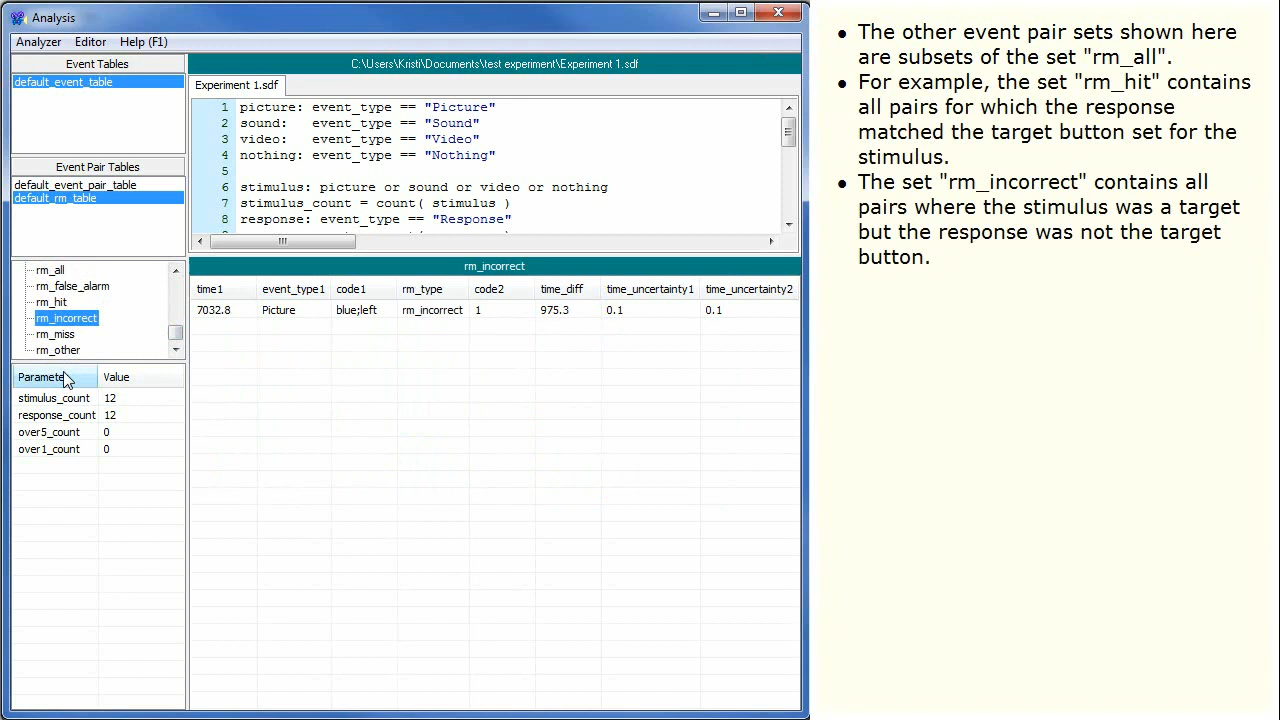 Analysis
Analyzer Editor Help (F1)
Event Tables
default_event_table
Event Pair Tables
default_event_pair_table
default_rm_table
rm_all
rm_false_alarm
rm_hit
rm_incorrect
rm_miss
rm_other
Parameter Value
stimulus_count 12
response_count 12
over5_count 0
over1_count 0
C:\Users\Kristi\Documents\test experiment\Experiment 1.sdf
Experiment 1.sdf
1 picture: event_type == "Picture"
2 sound: event_type == "Sound"
3 video: event_type == "Video"
4 nothing: event_type == "Nothing"
5
6 stimulus: picture or sound or video or nothing
7 stimulus_count = count( stimulus )
8 response: event_type == "Response"
rm_incorrect
time1 event_type1 code1 rm_type code2 time_diff time_uncertainty1 time_uncertainty2
7032.8 Picture blue;left rm_incorrect 1 975.3 0.1 0.1
• The other event pair sets shown here
are subsets of the set "rm_all".
• For example, the set "rm_hit" contains
all pairs for which the response
matched the target button set for the
stimulus.
• The set "rm_incorrect" contains all
pairs where the stimulus was a target
but the response was not the target
button.